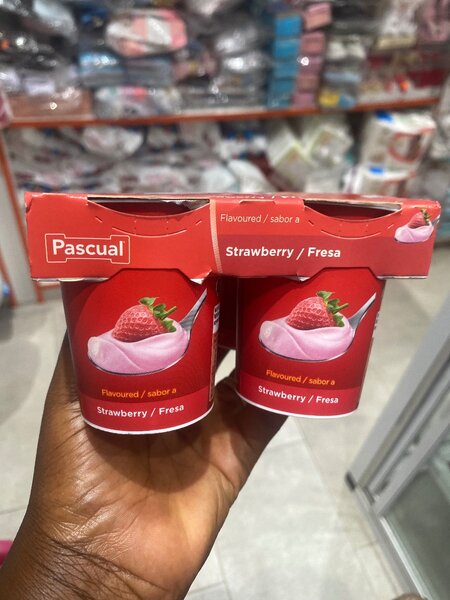 Pascual
Flavoured / sabor a
Strawberry / Fresa
Flavoured / sabor a
Strawberry / Fresa
Flavoured / sabor a
Strawberry / Fresa